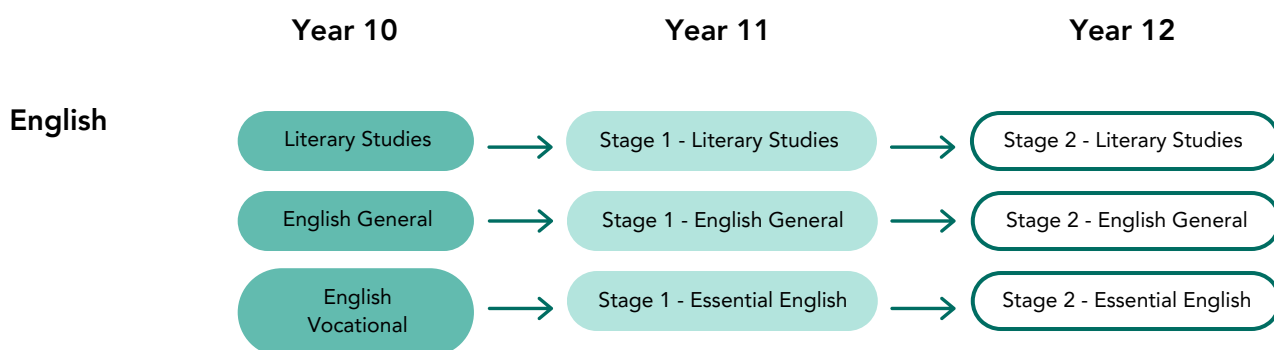 Year 10 Year 11 Year 12
English
Literary Studies Stage 1 - Literary Studies Stage 2 - Literary Studies
English General Stage 1 - English General Stage 2 - English General
English
Vocational
Stage 1 - Essential English Stage 2 - Essential English